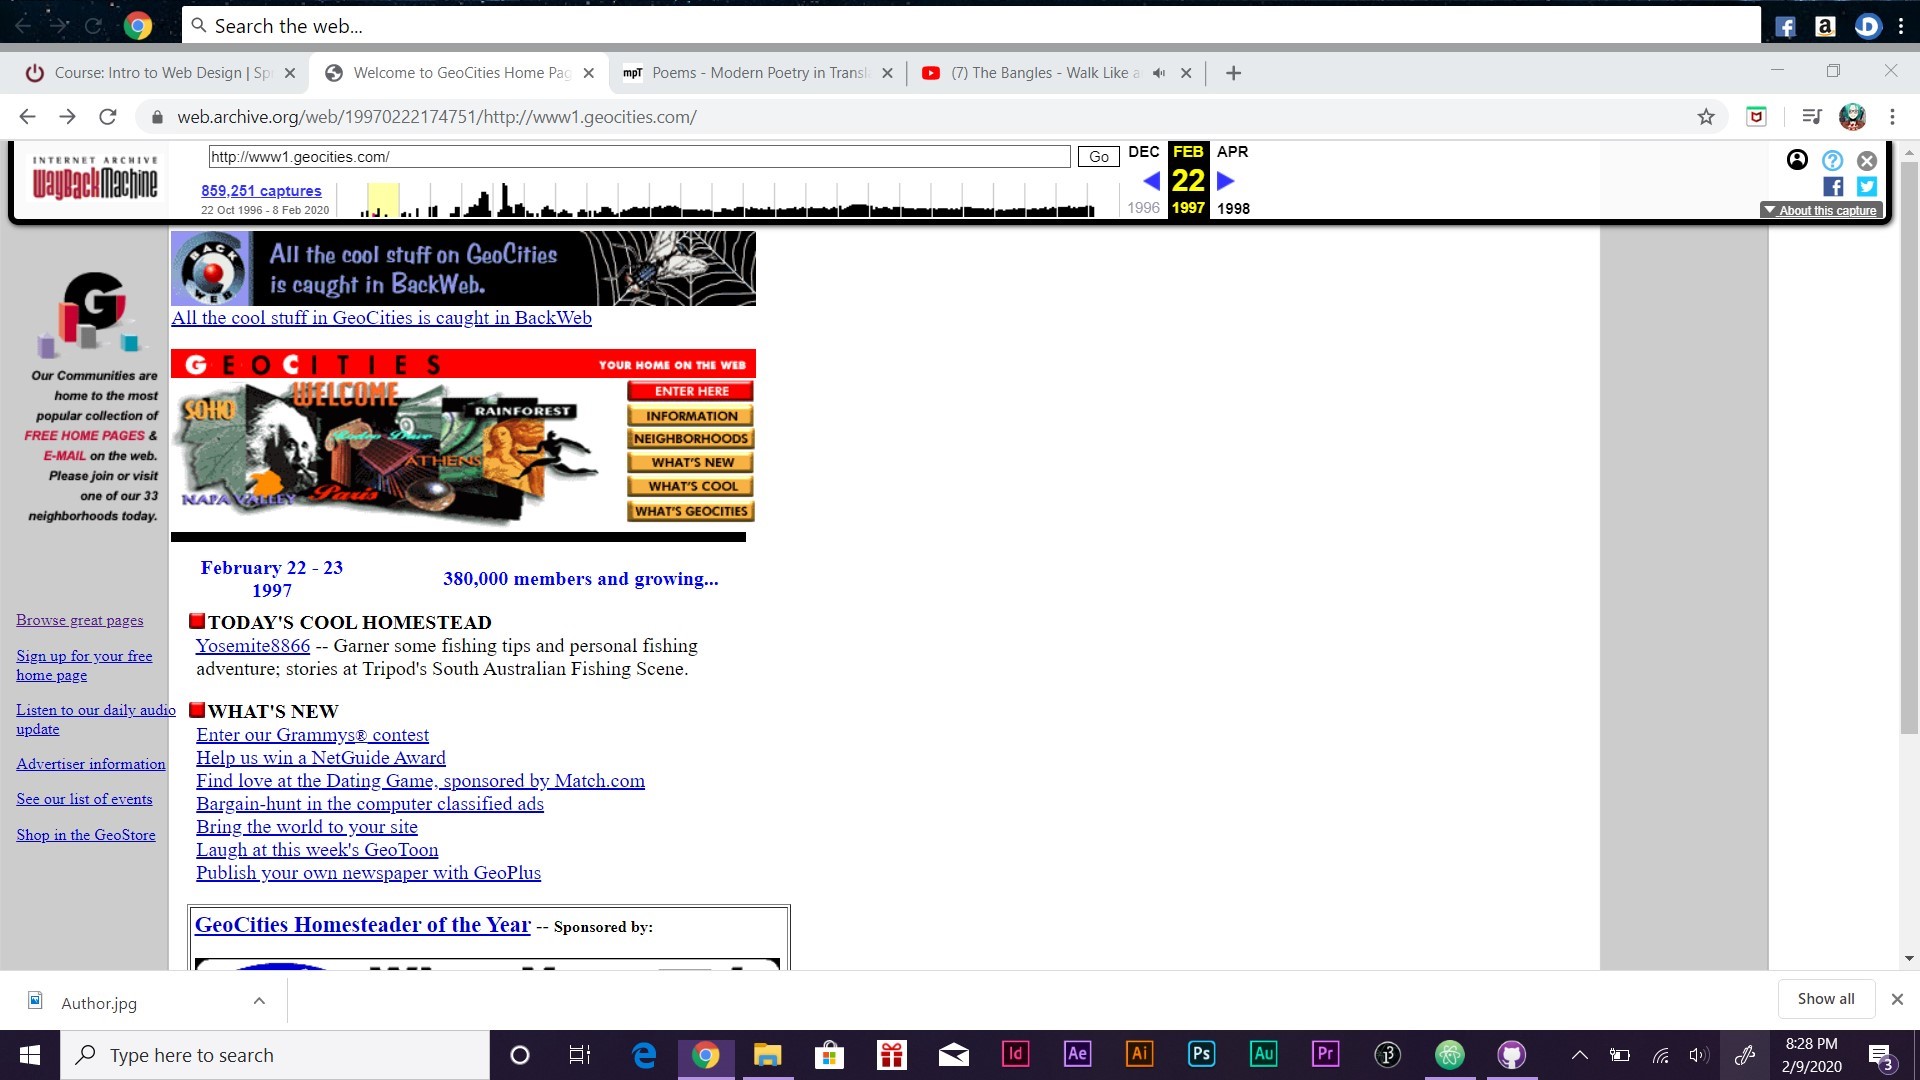 Search the web...
Course: Intro to Web Design | Sp
Welcome to GeoCities Home Pag
mpT Poems - Modern Poetry in Transla
(7) The Bangles - Walk Like a
web.archive.org/web/19970222174751/http://www1.geocities.com/
INTERNET ARCHIVE
WayBackMachine
http://www1.geocities.com/
Go
DEC FEB APR
859,251 captures
22
22 Oct 1996 - 8 Feb 2020
1996 1997 1998
About this capture
BACK WEB
All the cool stuff on GeoCities
is caught in BackWeb.
All the cool stuff in GeoCities is caught in BackWeb
G
Our Communities are
home to the most
popular collection of
FREE HOME PAGES &
E-MAIL on the web.
Please join or visit
one of our 33
neighborhoods today.
GEOCITIES
YOUR HOME ON THE WEB
WELCOME
SOHO
RAINFOREST
Rodeo Drive
ATHENS
NAPA VALLEY
Paris
ENTER HERE
INFORMATION
NEIGHBORHOODS
WHAT'S NEW
WHAT'S COOL
WHAT'S GEOCITIES
February 22 - 23
1997
380,000 members and growing...
Browse great pages
Sign up for your free
home page
Listen to our daily audio
update
Advertiser information
See our list of events
Shop in the GeoStore
TODAY'S COOL HOMESTEAD
Yosemite8866 -- Garner some fishing tips and personal fishing
adventure; stories at Tripod's South Australian Fishing Scene.
WHAT'S NEW
Enter our Grammys® contest
Help us win a NetGuide Award
Find love at the Dating Game, sponsored by Match.com
Bargain-hunt in the computer classified ads
Bring the world to your site
Laugh at this week's GeoToon
Publish your own newspaper with GeoPlus
GeoCities Homesteader of the Year -- Sponsored by:
Author.jpg
Show all
Type here to search
Id
Ae
Ai
Ps
Au
Pr
8:28 PM
2/9/2020
3